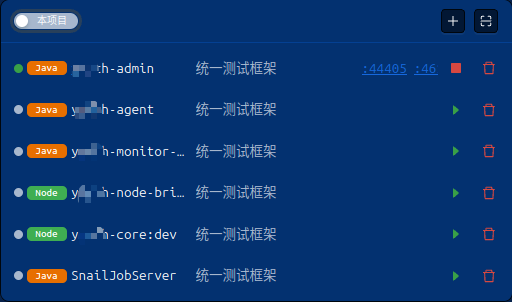 本项目
Java h-admin 统一测试框架 :44405 :46
Java h-agent 统一测试框架
Java h-monitor-… 统一测试框架
Node h-node-bri… 统一测试框架
Node h-core:dev 统一测试框架
Java SnailJobServer 统一测试框架